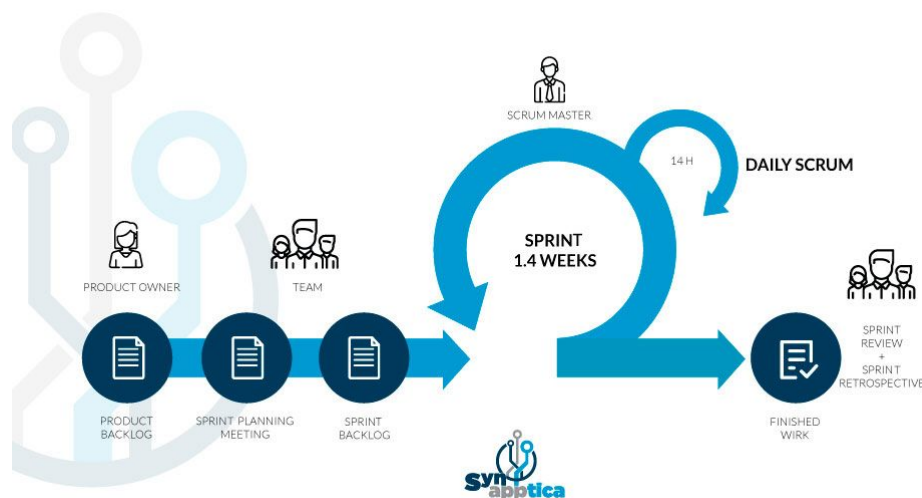 SCRUM MASTER
14 H
DAILY SCRUM
SPRINT
1.4 WEEKS
PRODUCT OWNER
TEAM
PRODUCT
BACKLOG
SPRINT PLANNING
MEETING
SPRINT
BACKLOG
FINISHED
WIRK
SPRINT
REVIEW
+
SPRINT
RETROSPECTIVE
Syn
apptica